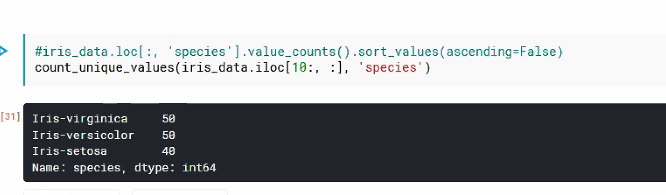 #iris_data.loc[:, 'species'].value_counts().sort_values(ascending=False)
count_unique_values(iris_data.iloc[10:, :], 'species')
[31]
Iris-virginica     50
Iris-versicolor    50
Iris-setosa        40
Name: species, dtype: int64